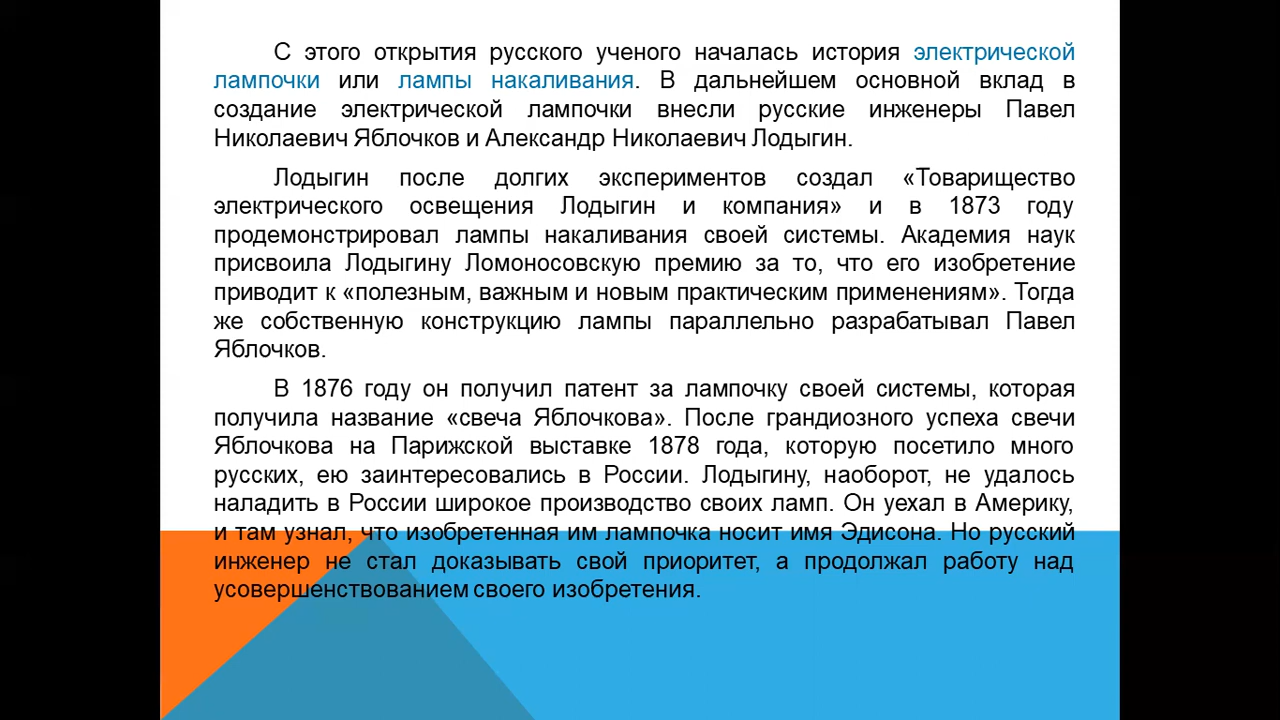 С этого открытия русского ученого началась история электрической
лампочки или лампы накаливания. В дальнейшем основной вклад в
создание электрической лампочки внесли русские инженеры Павел
Николаевич Яблочков и Александр Николаевич Лодыгин.
Лодыгин после долгих экспериментов создал «Товарищество
электрического освещения Лодыгин и компания» и в 1873 году
продемонстрировал лампы накаливания своей системы. Академия наук
присвоила Лодыгину Ломоносовскую премию за то, что его изобретение
приводит к «полезным, важным и новым практическим применениям». Тогда
же собственную конструкцию лампы параллельно разрабатывал Павел
Яблочков.
В 1876 году он получил патент за лампочку своей системы, которая
получила название «свеча Яблочкова». После грандиозного успеха свечи
Яблочкова на Парижской выставке 1878 года, которую посетило много
русских, ею заинтересовались в России. Лодыгину, наоборот, не удалось
наладить в России широкое производство своих ламп. Он уехал в Америку,
и там узнал, что изобретенная им лампочка носит имя Эдисона. Но русский
инженер не стал доказывать свой приоритет, а продолжал работу над
усовершенствованием своего изобретения.